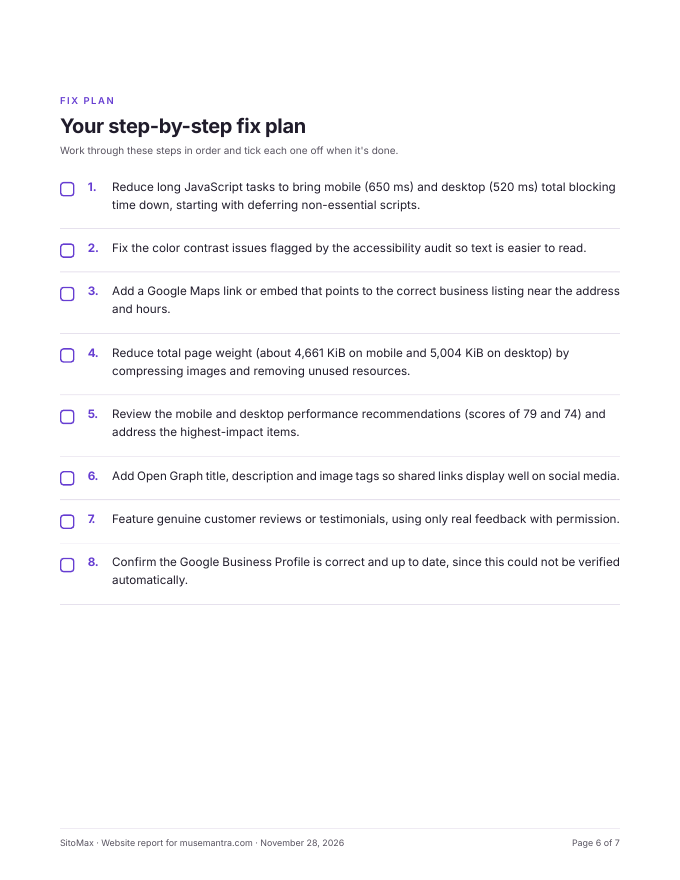 FIX PLAN
Your step-by-step fix plan
Work through these steps in order and tick each one off when it's done.
1. Reduce long JavaScript tasks to bring mobile (650 ms) and desktop (520 ms) total blocking
time down, starting with deferring non-essential scripts.
2. Fix the color contrast issues flagged by the accessibility audit so text is easier to read.
3. Add a Google Maps link or embed that points to the correct business listing near the address
and hours.
4. Reduce total page weight (about 4,661 KiB on mobile and 5,004 KiB on desktop) by
compressing images and removing unused resources.
5. Review the mobile and desktop performance recommendations (scores of 79 and 74) and
address the highest-impact items.
6. Add Open Graph title, description and image tags so shared links display well on social media.
7. Feature genuine customer reviews or testimonials, using only real feedback with permission.
8. Confirm the Google Business Profile is correct and up to date, since this could not be verified
automatically.
SitoMax · Website report for musemantra.com · November 28, 2026
Page 6 of 7